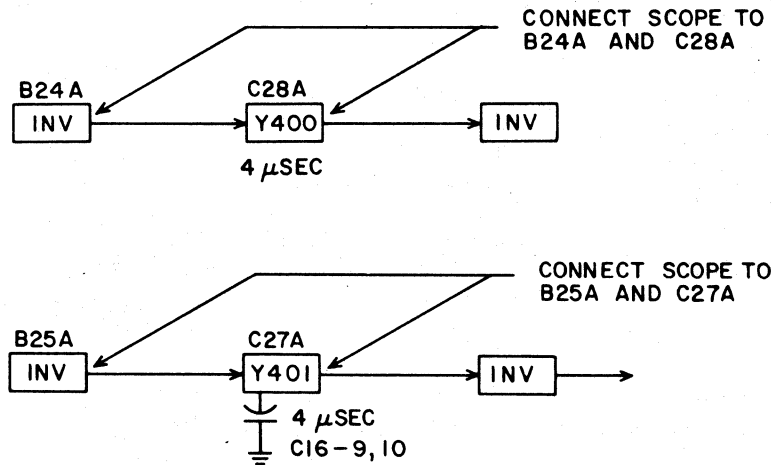 CONNECT SCOPE TO
B24A AND C28A
B24A
C28A
INV
Y400
INV
4 μSEC
CONNECT SCOPE TO
B25A AND C27A
B25A
C27A
INV
Y401
INV
4 μSEC
C16-9,10